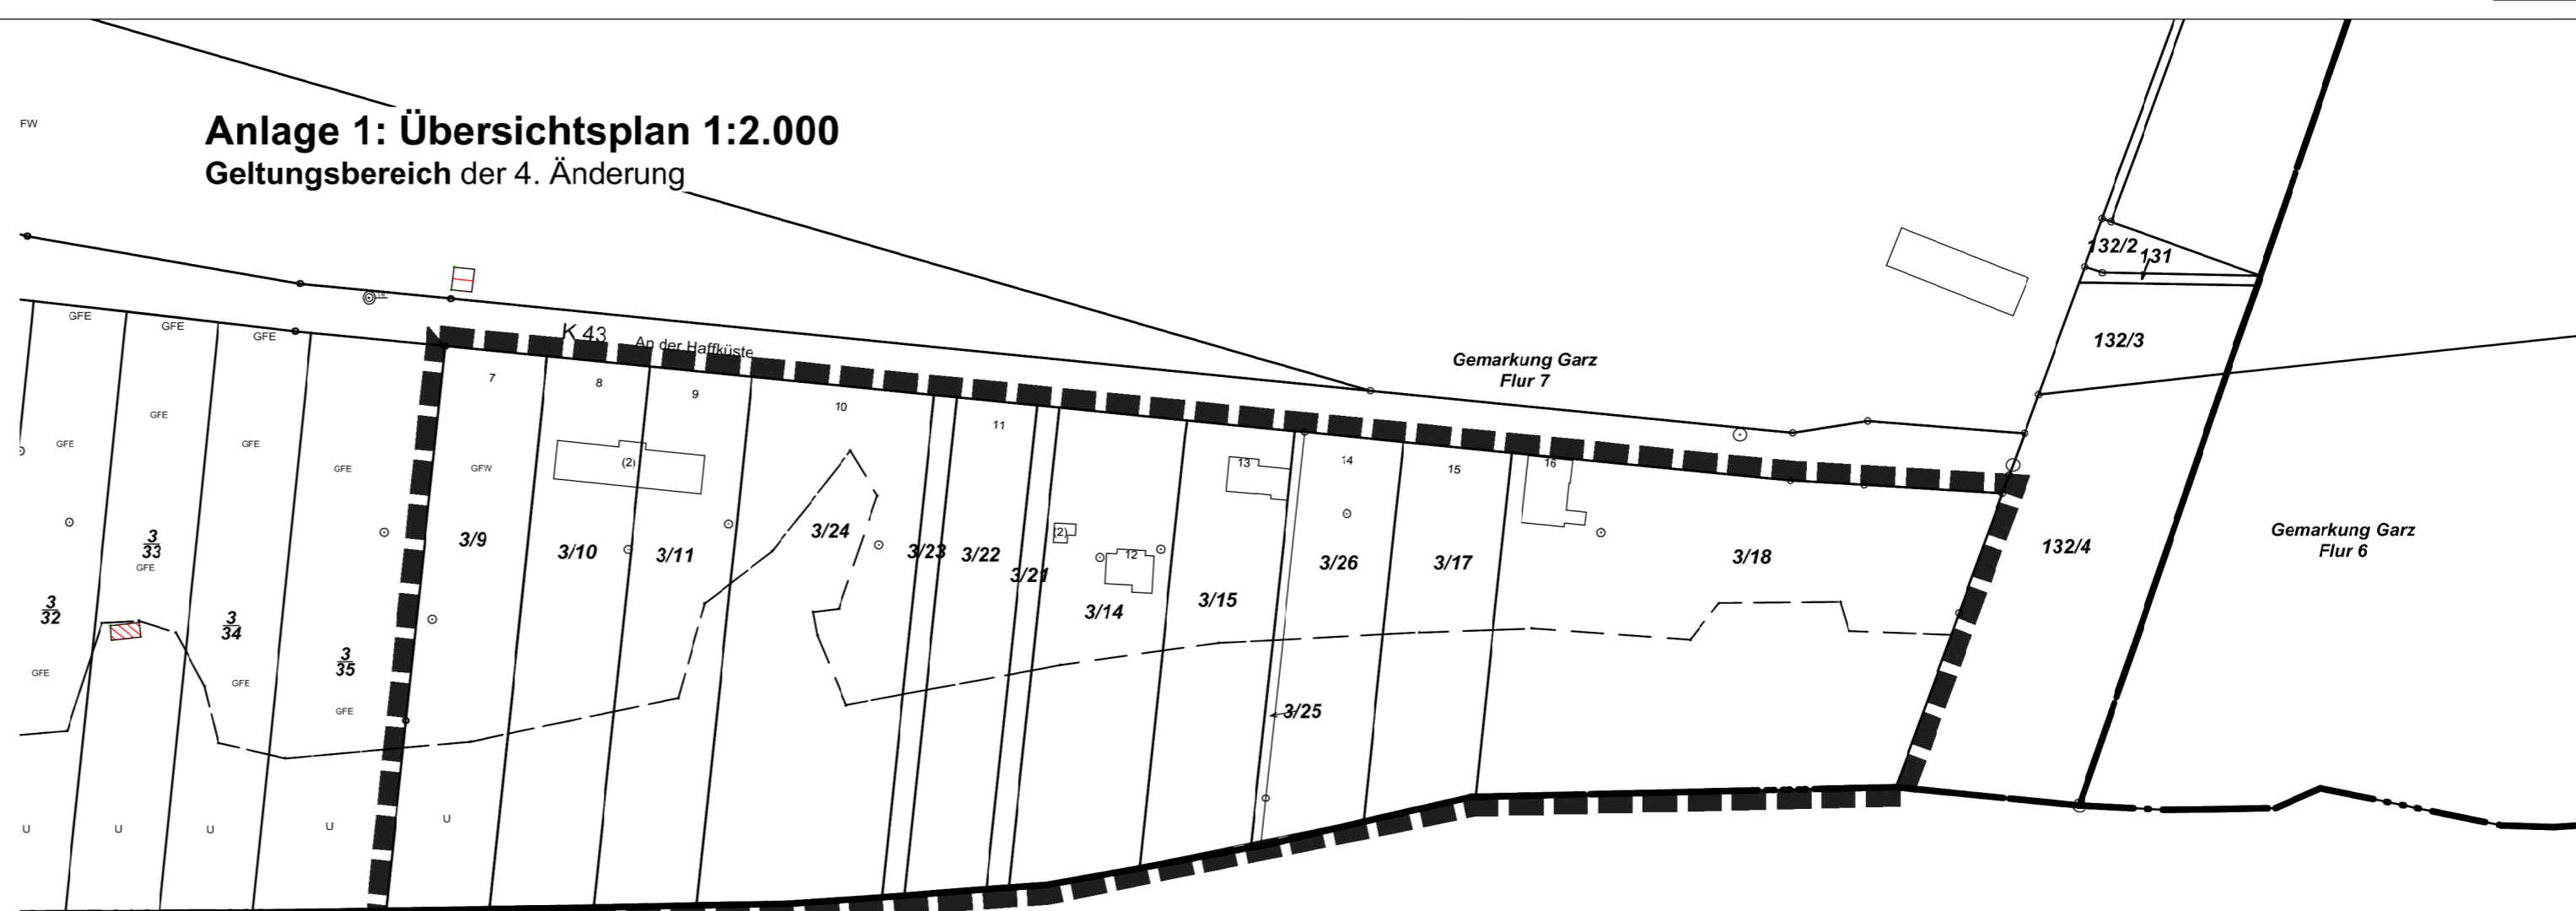 FW
Anlage 1: Übersichtsplan 1:2.000
Geltungsbereich der 4. Änderung
132/2
131
132/3
GFE
GFE
GFE
K 43
An der Haffküste
Gemarkung Garz
Flur 7
7
8
9
10
11
13
14
15
16
GFE
GFE
GFE
GFE
GFW
(2)
3/9
3/10
3/11
3/24
3/23
3/22
3/21
(2)
12
3/14
3/15
3/26
3/17
3/18
132/4
Gemarkung Garz
Flur 6
3
33
GFE
3
32
3
34
3
35
GFE
GFE
GFE
3/25
U
U
U
U
U